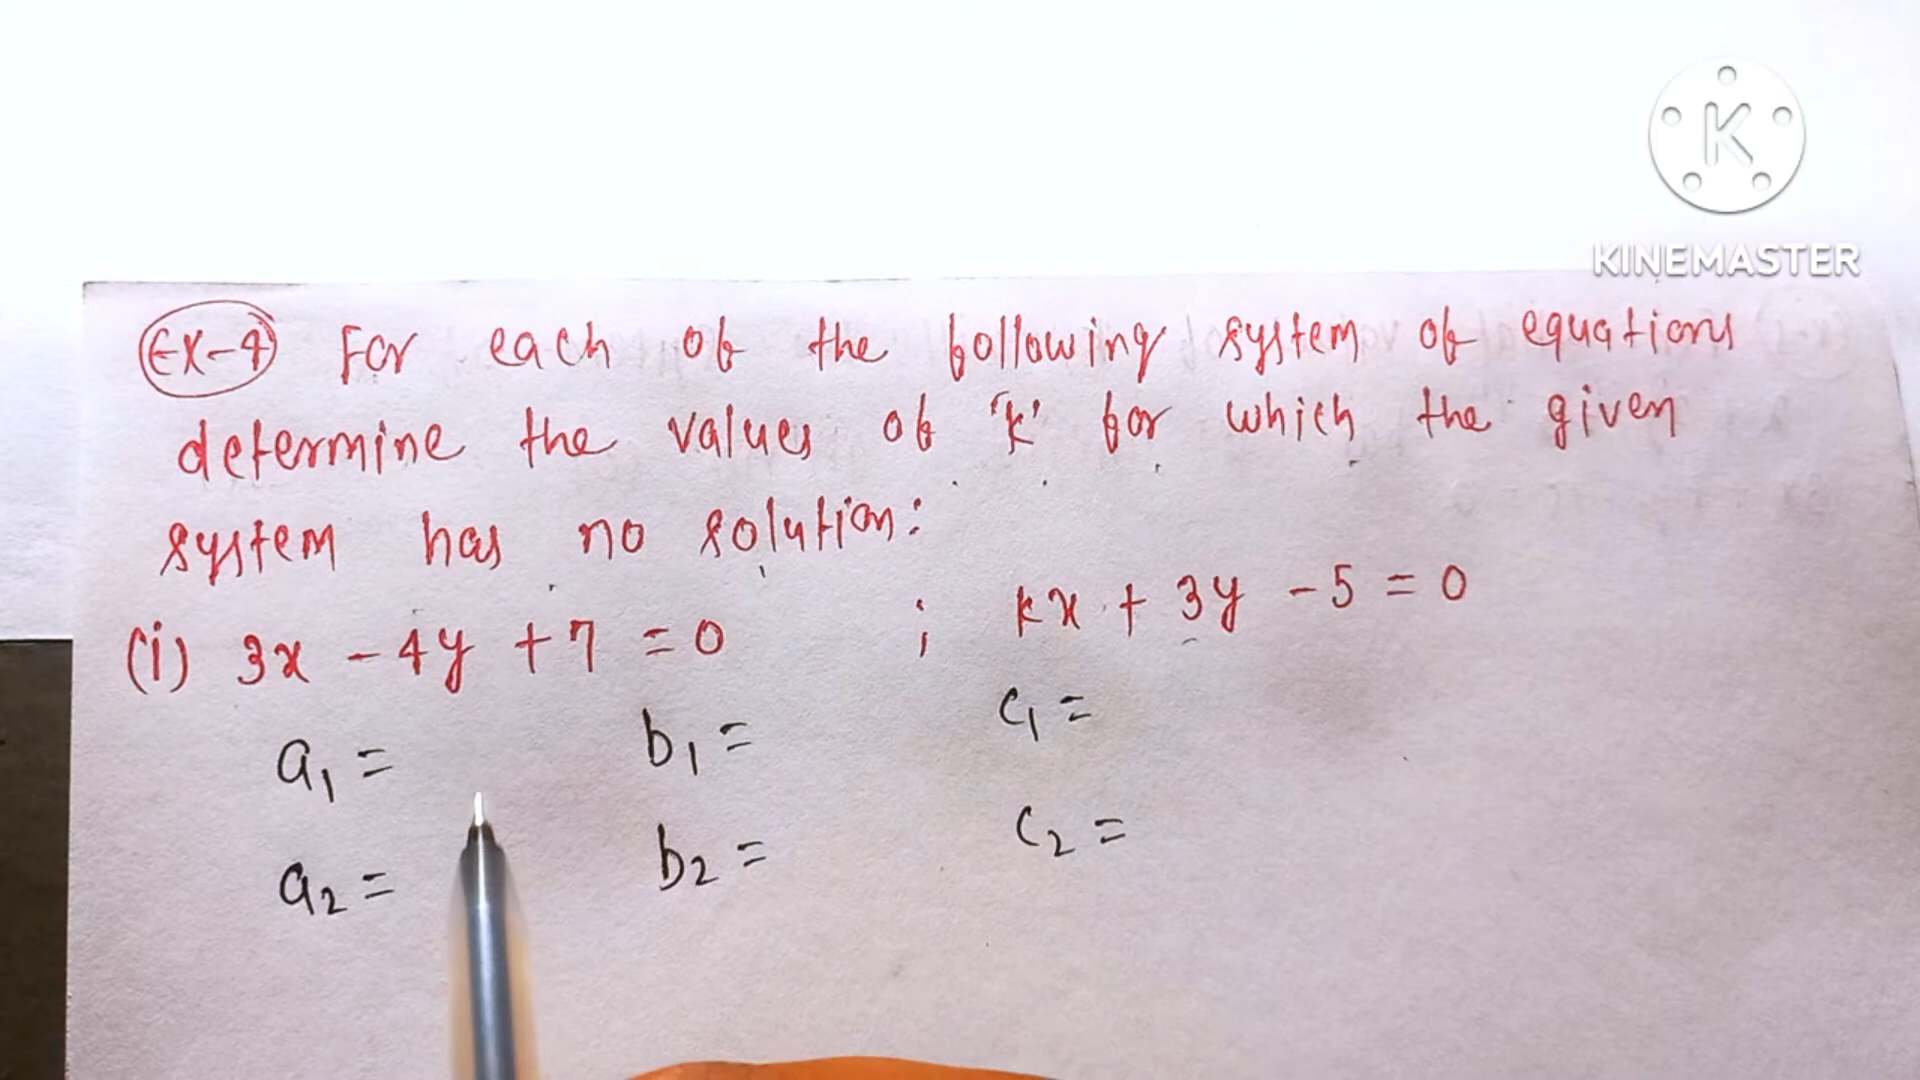 K
KINEMASTER
Ex-4 For each of the following system of equations
determine the values of 'k' for which the given
system has no solution:
(i) 3x - 4y + 7 = 0 ; kx + 3y - 5 = 0
a₁ = b₁ = c₁ =
a₂ = b₂ = c₂ =